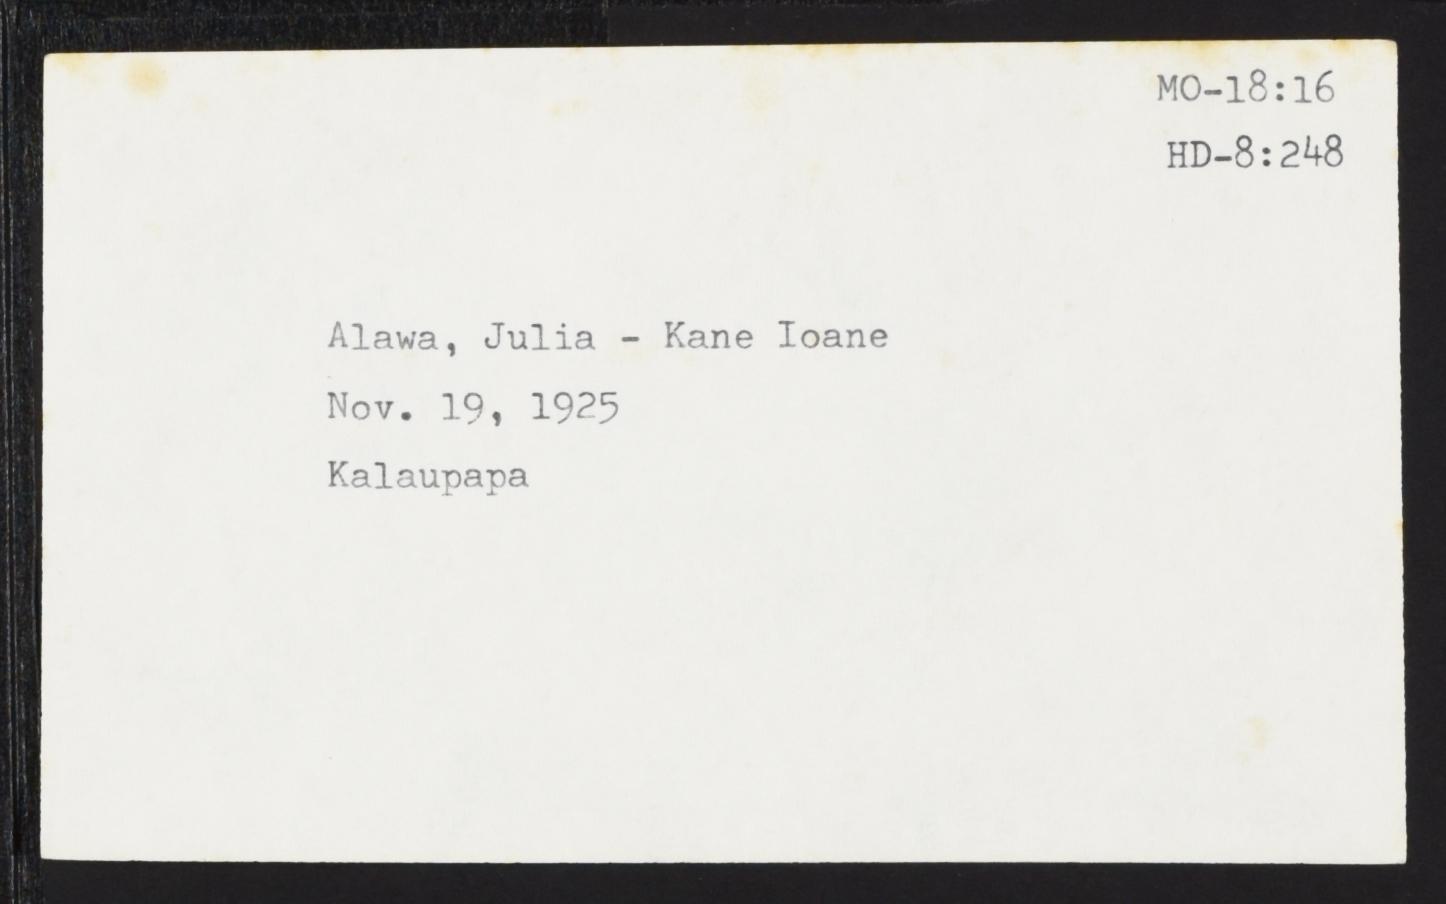 MO-18:16
HD-8:248
Alawa, Julia - Kane Ioane
Nov. 19, 1925
Kalaupapa